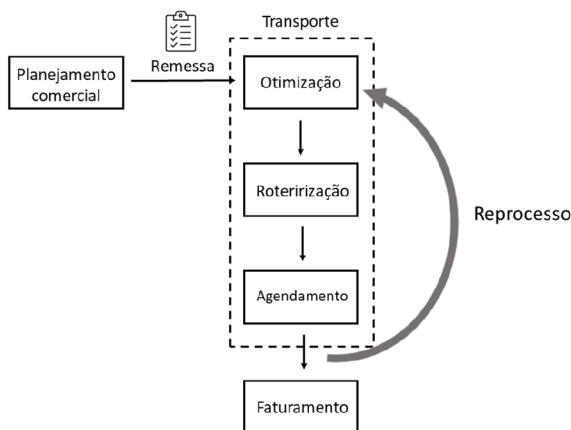 Transporte
Remessa
Planejamento
comercial
Otimização
Roterirização
Reprocesso
Agendamento
Faturamento